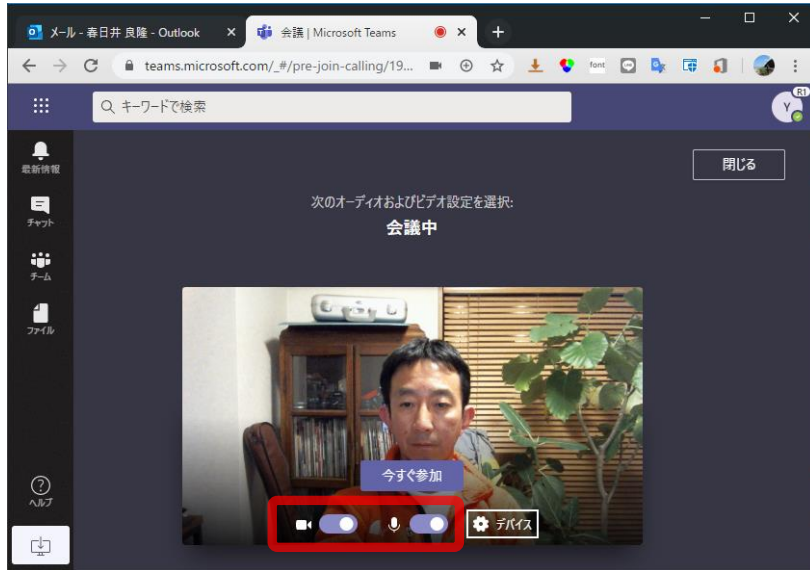 メール - 春日井 良隆 - Outlook
会議 | Microsoft Teams
teams.microsoft.com/_#/pre-join-calling/19...
font
キーワードで検索
Y
R1
最新情報
チャット
チーム
ファイル
ヘルプ
閉じる
次のオーディオおよびビデオ設定を選択:
会議中
今すぐ参加
デバイス